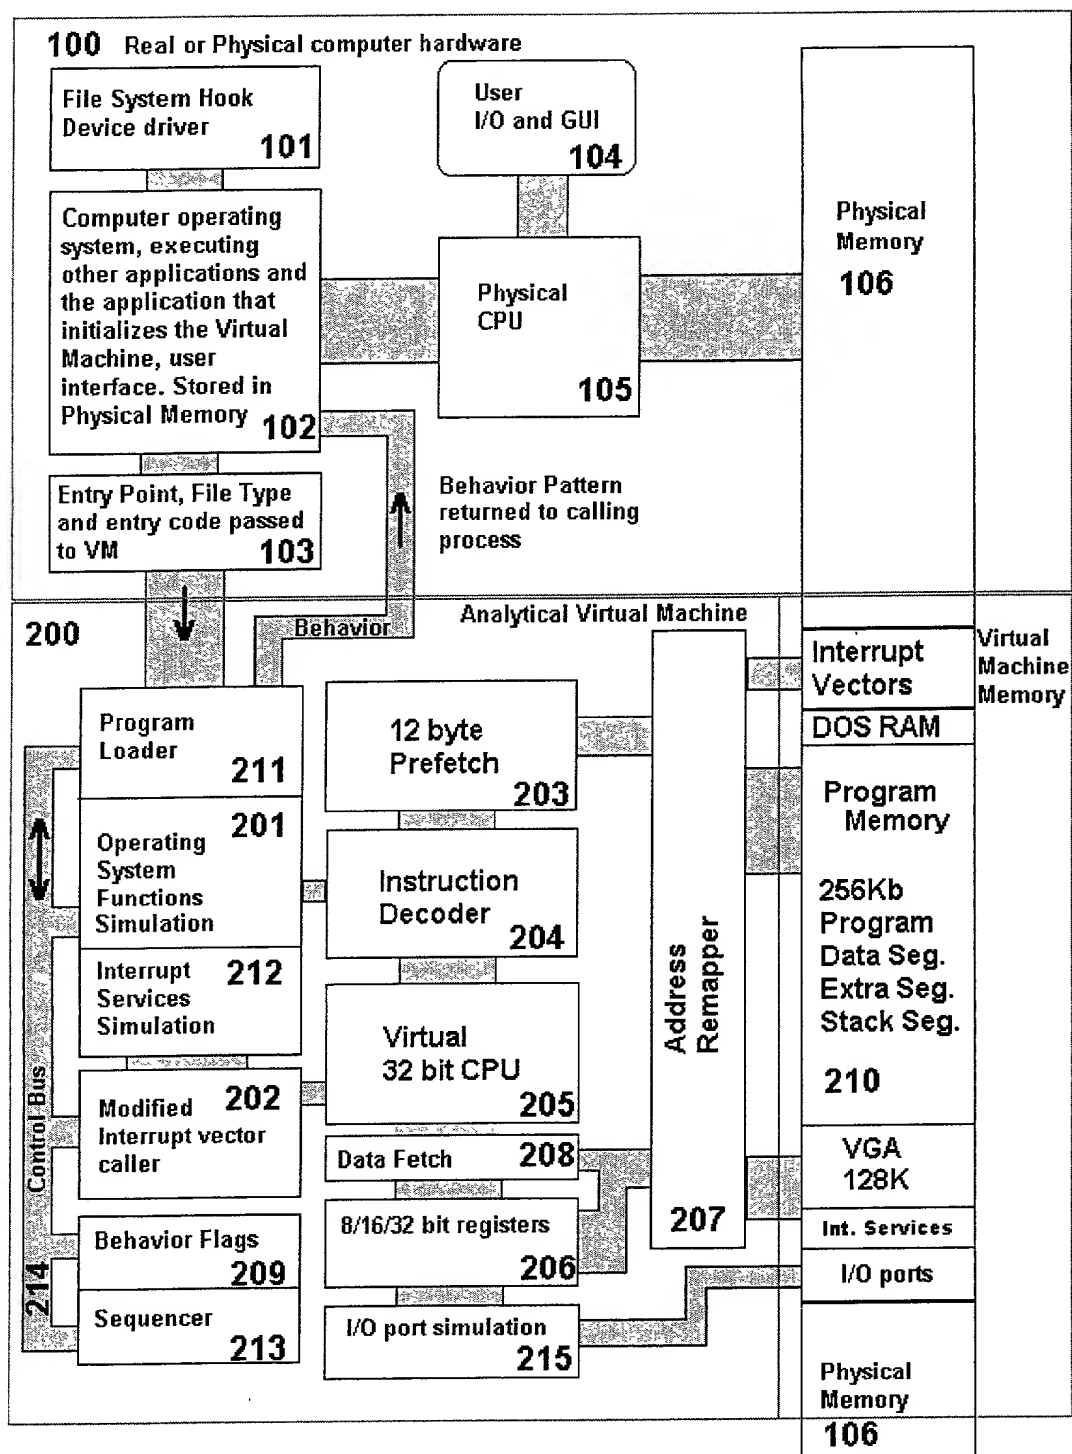 100 Real or Physical computer hardware
File System Hook
Device driver
101
User
I/O and GUI
104
Computer operating
system, executing
other applications and
the application that
initializes the Virtual
Machine, user
interface. Stored in
Physical Memory
102
Physical
CPU
105
Physical
Memory
106
Entry Point, File Type
and entry code passed
to VM
103
Behavior Pattern
returned to calling
process
200
Behavior
Analytical Virtual Machine
Virtual
Machine
Memory
Program
Loader
211
201
Operating
System
Functions
Simulation
Interrupt
Services
Simulation
212
Modified
Interrupt vector
caller
202
Behavior Flags
209
Sequencer
213
Control Bus
214
12 byte
Prefetch
203
Instruction
Decoder
204
Virtual
32 bit CPU
205
Data Fetch
208
8/16/32 bit registers
206
I/O port simulation
215
Address
Remapper
207
Interrupt
Vectors
DOS RAM
Program
Memory
256Kb
Program
Data Seg.
Extra Seg.
Stack Seg.
210
VGA
128K
Int. Services
I/O ports
Physical
Memory
106